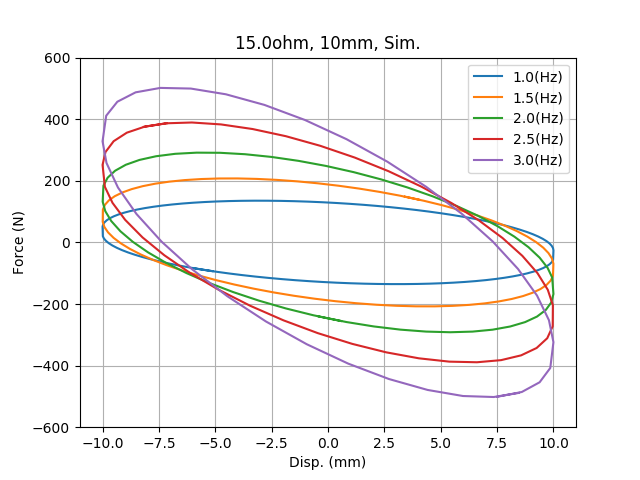 15.0ohm, 10mm, Sim.
600
400
200
0
−200
−400
−600
Force (N)
1.0(Hz)
1.5(Hz)
2.0(Hz)
2.5(Hz)
3.0(Hz)
−10.0 −7.5 −5.0 −2.5 0.0 2.5 5.0 7.5 10.0
Disp. (mm)